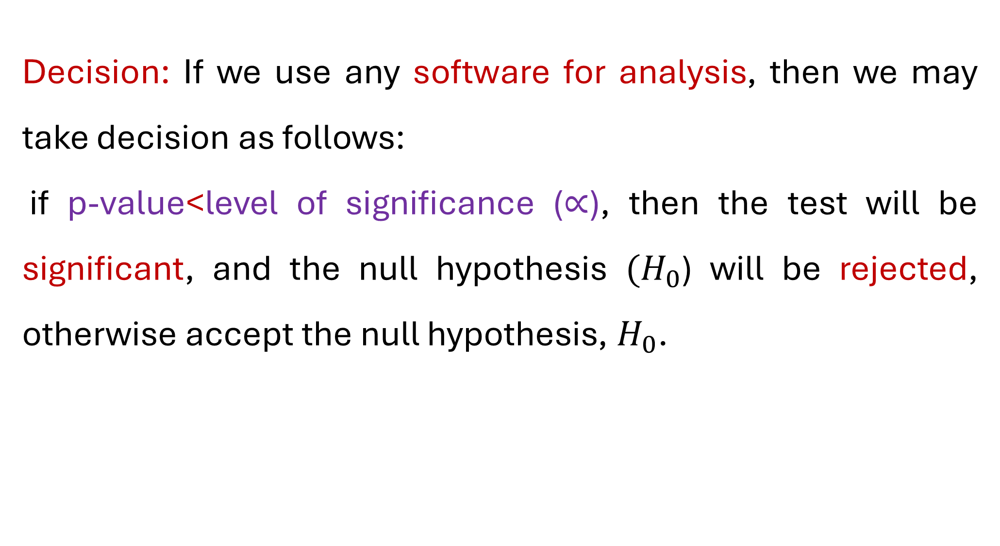 Decision: If we use any software for analysis, then we may
take decision as follows:
if p-value<level of significance (∝), then the test will be
significant, and the null hypothesis (𝐻₀) will be rejected,
otherwise accept the null hypothesis, 𝐻₀.